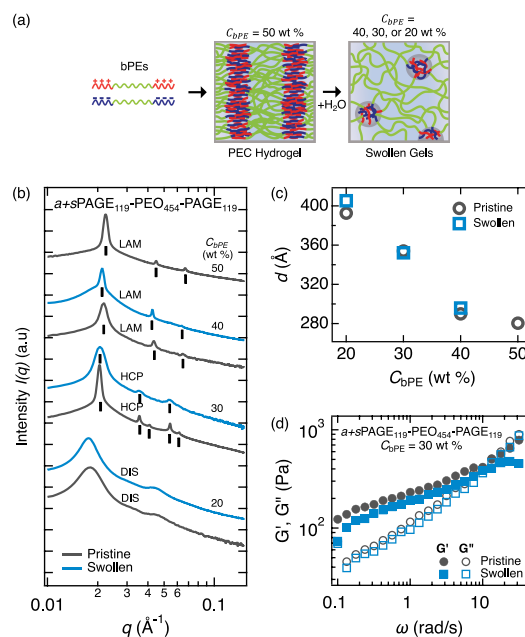 (a)
C_bPE = 50 wt %
C_bPE =
40, 30, or 20 wt %
bPEs
+++ +++
+H₂O
PEC Hydrogel
Swollen Gels
(b)
a+sPAGE₁₁₉-PEO₄₅₄-PAGE₁₁₉
C_bPE
(wt %)
LAM
50
LAM
40
LAM
HCP
30
HCP
DIS
20
DIS
Pristine
Swollen
Intensity I(q) (a.u)
0.01
2
3
4
5
6
0.1
q (Å⁻¹)
(c)
Pristine
Swollen
400
360
320
280
d (Å)
20
30
40
50
C_bPE (wt %)
(d)
a+sPAGE₁₁₉-PEO₄₅₄-PAGE₁₁₉
C_bPE = 30 wt %
10³
10²
G', G" (Pa)
G' G"
Pristine
Swollen
0.1
1
10
ω (rad/s)